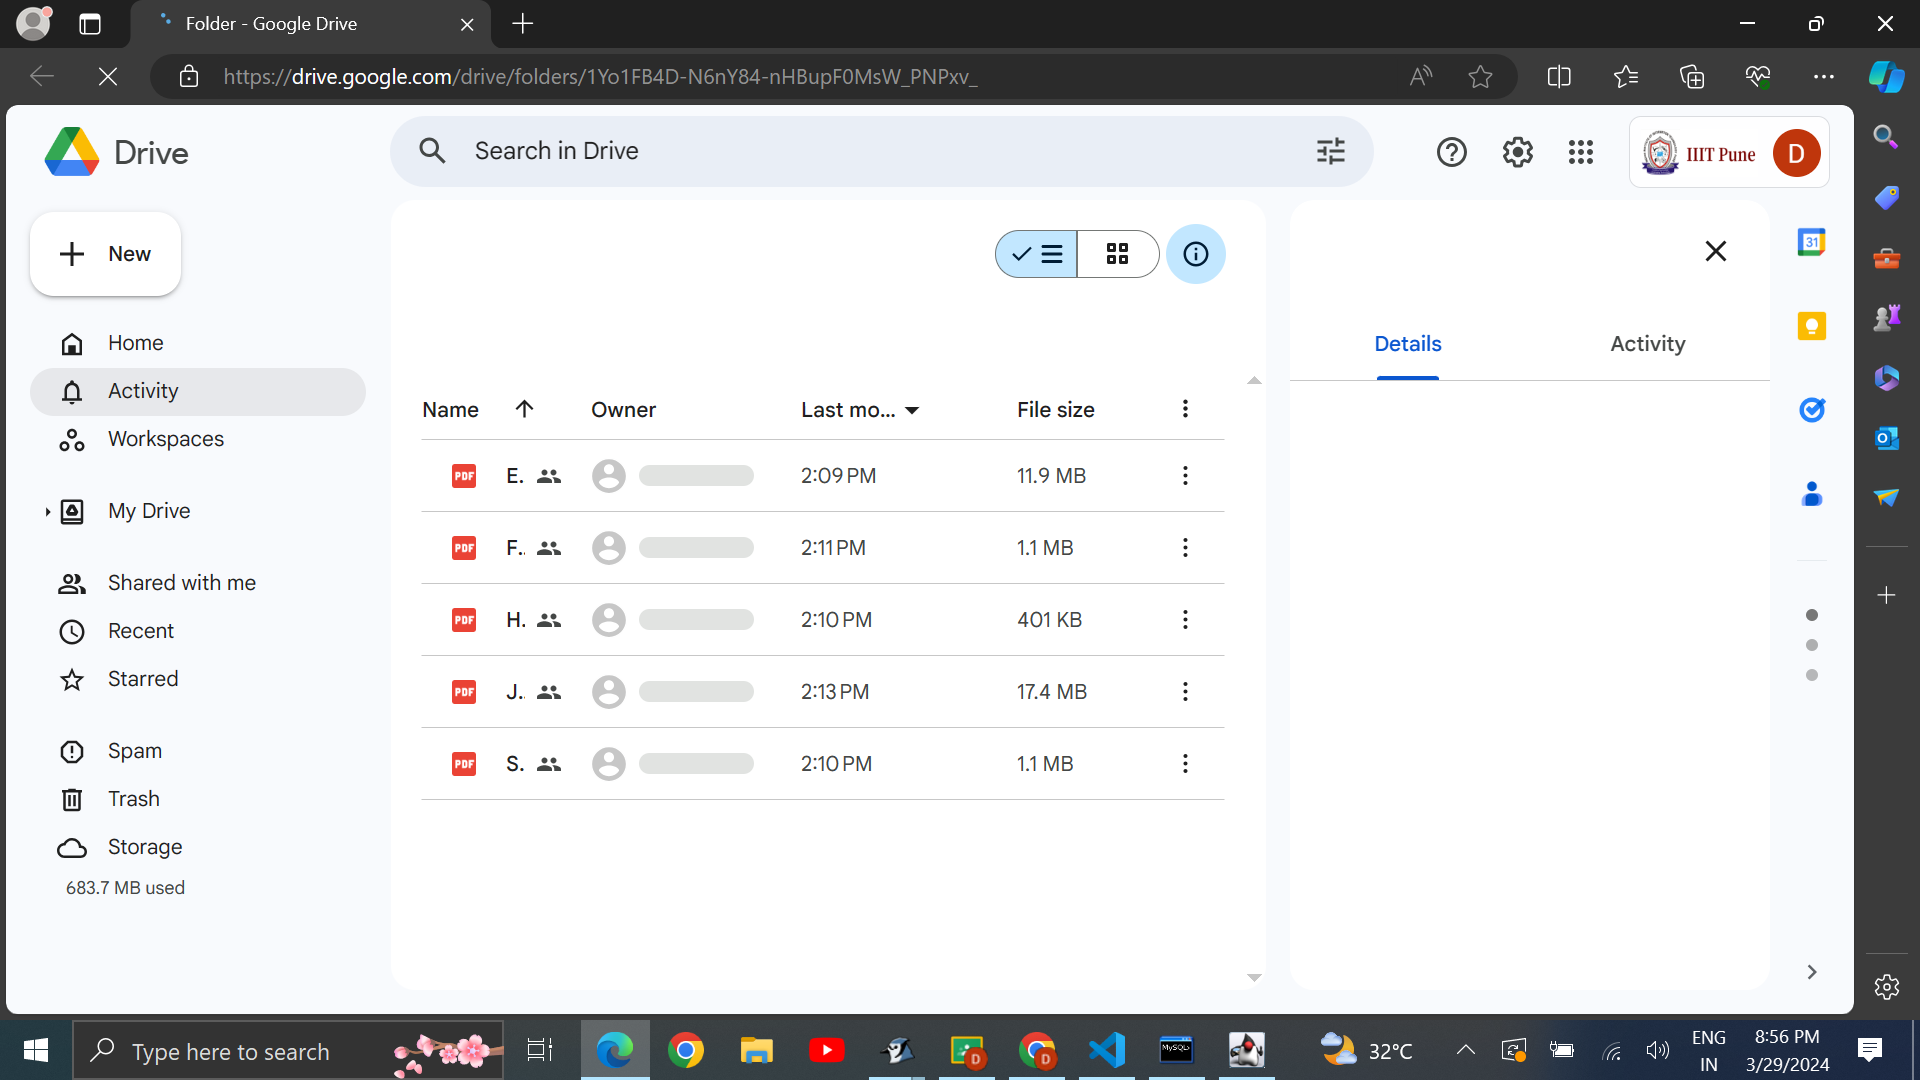 Folder - Google Drive
https://drive.google.com/drive/folders/1Yo1FB4D-N6nY84-nHBupF0MsW_PNPxv_
Drive
Search in Drive
IIIT Pune
D
New
Home
Activity
Workspaces
My Drive
Shared with me
Recent
Starred
Spam
Trash
Storage
683.7 MB used
Name Owner Last mo... File size
PDF E. 2:09 PM 11.9 MB
PDF F. 2:11 PM 1.1 MB
PDF H. 2:10 PM 401 KB
PDF J. 2:13 PM 17.4 MB
PDF S. 2:10 PM 1.1 MB
Details Activity
31
Type here to search
D
D
MySQL
32°C
ENG
IN
8:56 PM
3/29/2024